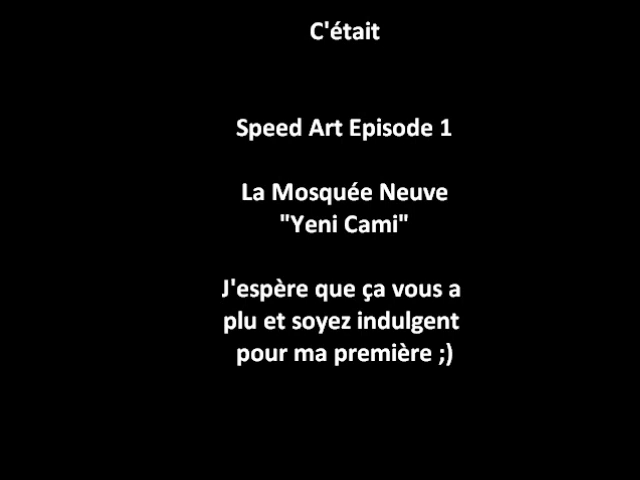 C'était
Speed Art Episode 1
La Mosquée Neuve
"Yeni Cami"
J'espère que ça vous a
plu et soyez indulgent
pour ma première ;)